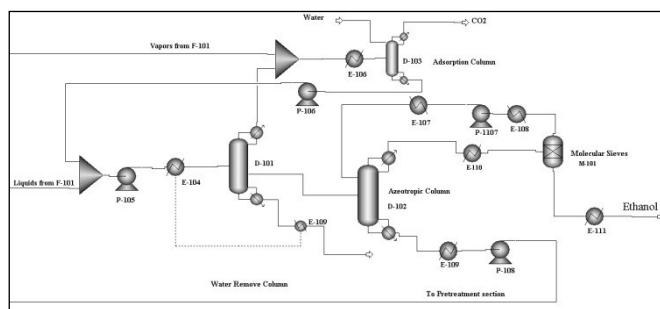 Water
CO2
Vapors from F-101
D-103
Adsorption Column
E-106
P-106
E-107
P-1107
E-108
D-101
Molecular Sieves
M-101
E-110
Liquids from F-101
P-105
E-104
Azeotropic Column
D-102
Ethanol
E-111
E-109
E-109
P-108
Water Remove Column
To Pretreatment section